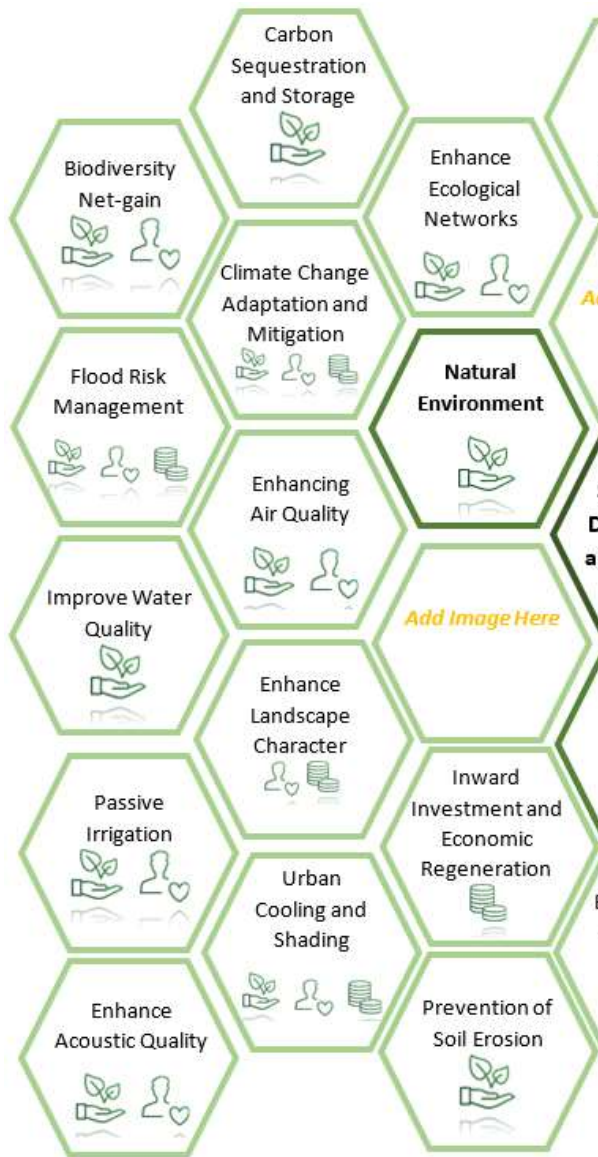 Carbon
Sequestration
and Storage
Biodiversity
Net-gain
Enhance
Ecological
Networks
Climate Change
Adaptation and
Mitigation
Flood Risk
Management
Natural
Environment
Enhancing
Air Quality
Improve Water
Quality
Add Image Here
Enhance
Landscape
Character
Passive
Irrigation
Inward
Investment and
Economic
Regeneration
Urban
Cooling and
Shading
Enhance
Acoustic Quality
Prevention of
Soil Erosion